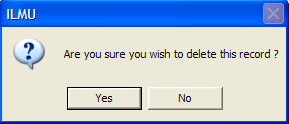 ILMU
Are you sure you wish to delete this record ?
Yes
No